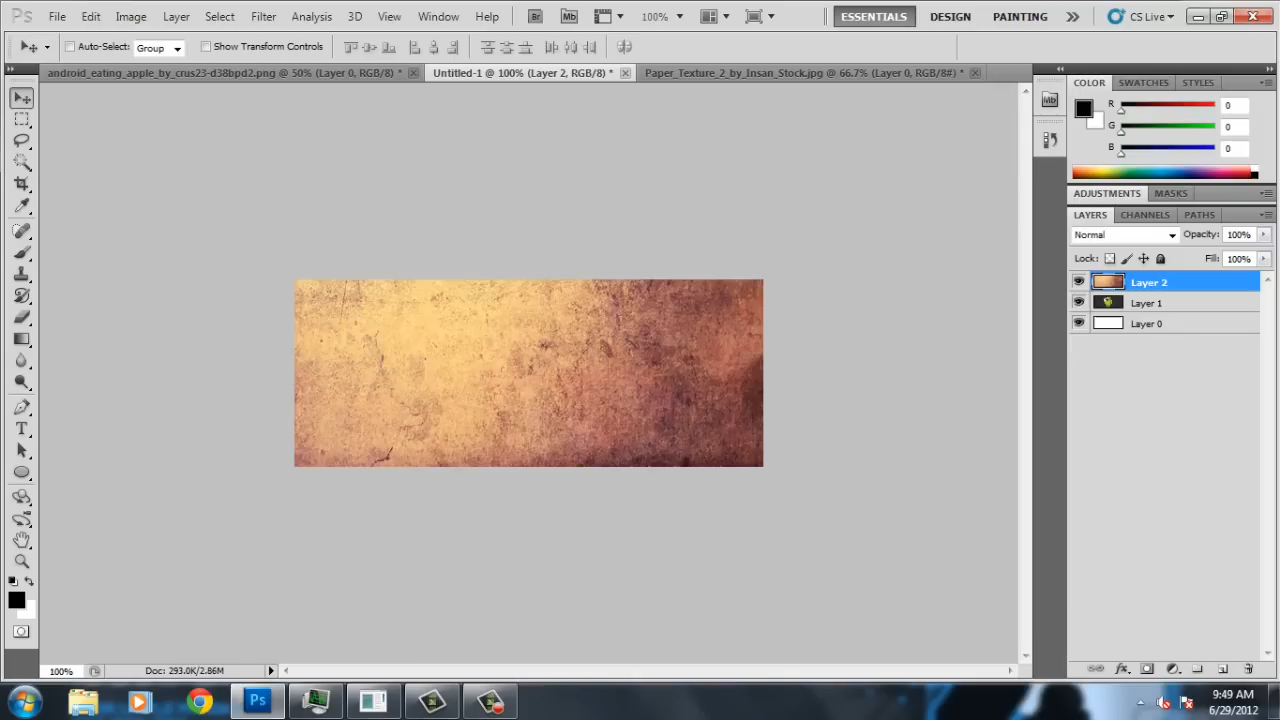 Ps File Edit Image Layer Select Filter Analysis 3D View Window Help Br Mb 100% ESSENTIALS DESIGN PAINTING CS Live
Auto-Select: Group Show Transform Controls
android_eating_apple_by_crus23-d38bpd2.png @ 50% (Layer 0, RGB/8) * Untitled-1 @ 100% (Layer 2, RGB/8) * Paper_Texture_2_by_Insan_Stock.jpg @ 66.7% (Layer 0, RGB/8#) *
COLOR SWATCHES STYLES
Mb
R 0
G 0
B 0
ADJUSTMENTS MASKS
LAYERS CHANNELS PATHS
Normal Opacity: 100%
Lock: Fill: 100%
Layer 2
Layer 1
Layer 0
T
100% Doc: 293.0K/2.86M
fx
Ps
9:49 AM
6/29/2012